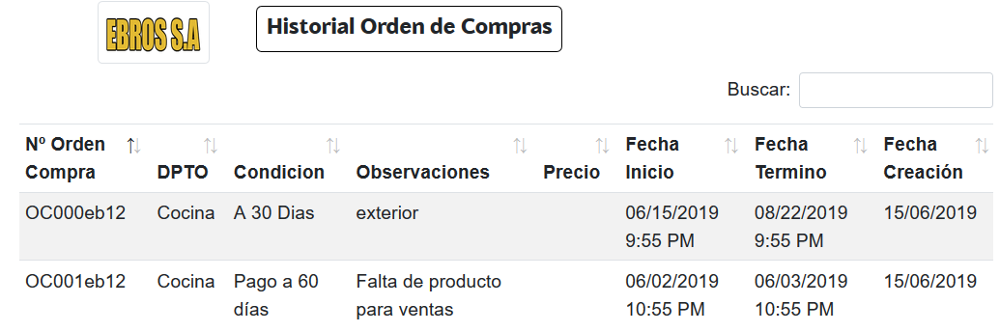 EBROS S.A
Historial Orden de Compras
Buscar:
Nº Orden Compra DPTO Condicion Observaciones Precio Fecha Inicio Fecha Termino Fecha Creación
OC000eb12 Cocina A 30 Dias exterior 06/15/2019 9:55 PM 08/22/2019 9:55 PM 15/06/2019
OC001eb12 Cocina Pago a 60 días Falta de producto para ventas 06/02/2019 10:55 PM 06/03/2019 10:55 PM 15/06/2019